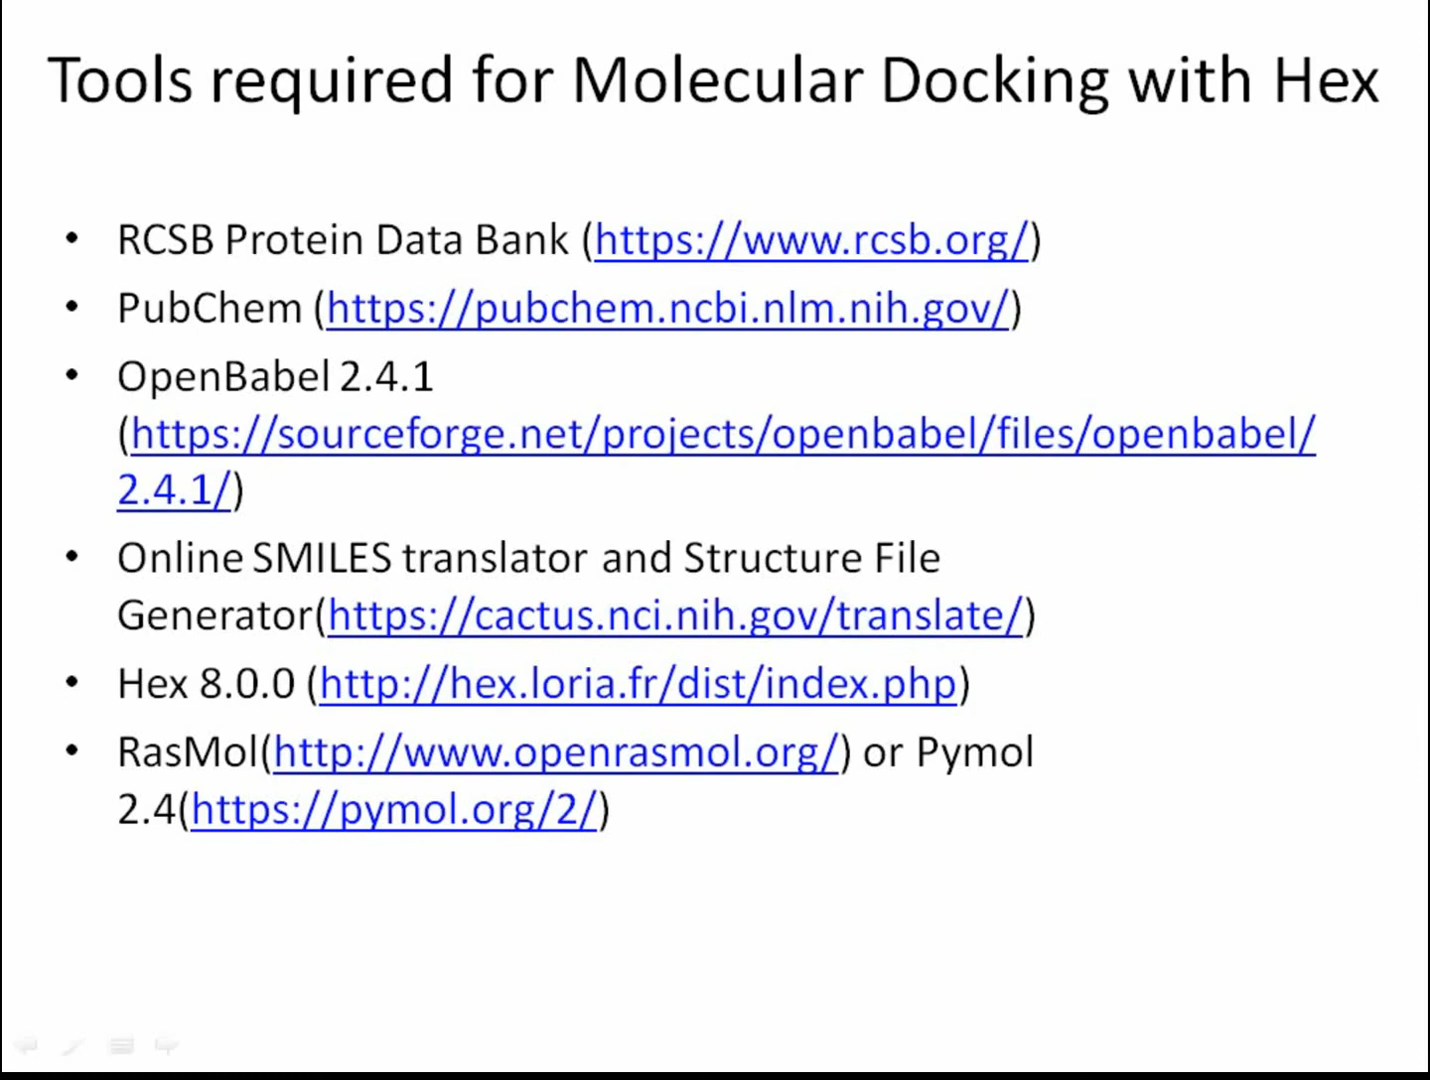 Tools required for Molecular Docking with Hex
• RCSB Protein Data Bank (https://www.rcsb.org/)
• PubChem (https://pubchem.ncbi.nlm.nih.gov/)
• OpenBabel 2.4.1
(https://sourceforge.net/projects/openbabel/files/openbabel/
2.4.1/)
• Online SMILES translator and Structure File
Generator(https://cactus.nci.nih.gov/translate/)
• Hex 8.0.0 (http://hex.loria.fr/dist/index.php)
• RasMol(http://www.openrasmol.org/) or Pymol
2.4(https://pymol.org/2/)